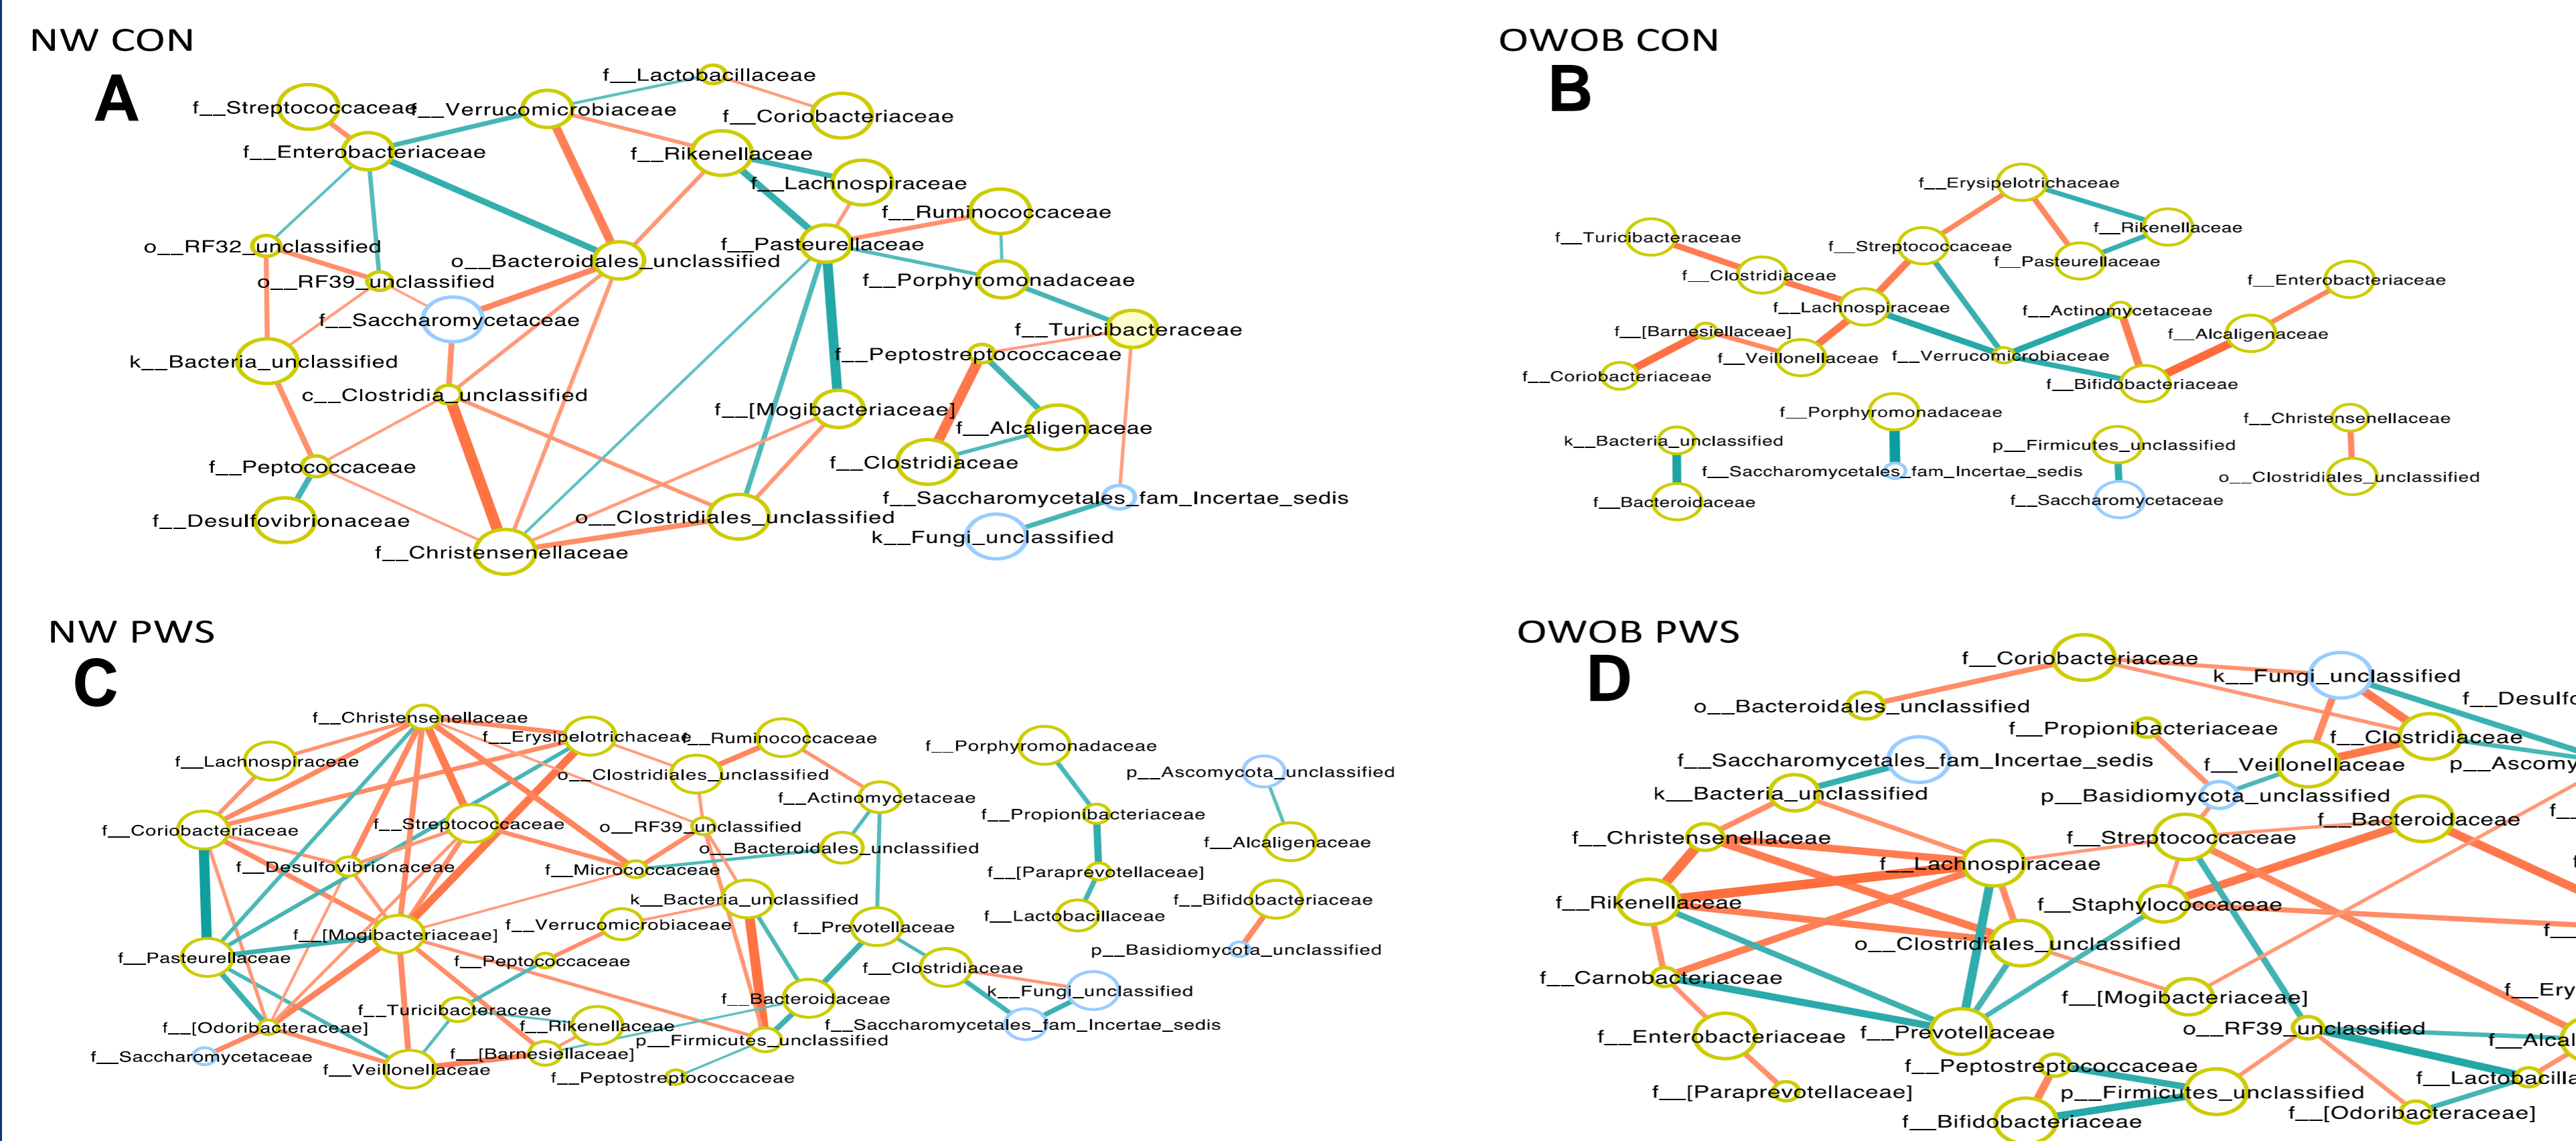 NW CON
A
f__Lactobacillaceae
f__Streptococcaceae
f__Verrucomicrobiaceae
f__Coriobacteriaceae
f__Enterobacteriaceae
f__Rikenellaceae
f__Lachnospiraceae
f__Ruminococcaceae
o__RF32_unclassified
f__Pasteurellaceae
o__Bacteroidales_unclassified
o__RF39_unclassified
f__Porphyromonadaceae
f__Saccharomycetaceae
f__Turicibacteraceae
f__Peptostreptococcaceae
k__Bacteria_unclassified
c__Clostridia_unclassified
f__[Mogibacteriaceae]
f__Alcaligenaceae
f__Clostridiaceae
f__Peptococcaceae
f__Saccharomycetales_fam_Incertae_sedis
f__Desulfovibrionaceae
o__Clostridiales_unclassified
k__Fungi_unclassified
f__Christensenellaceae
OWOB CON
B
f__Erysipelotrichaceae
f__Rikenellaceae
f__Turicibacteraceae
f__Streptococcaceae
f__Pasteurellaceae
f__Clostridiaceae
f__Enterobacteriaceae
f__Lachnospiraceae
f__Actinomycetaceae
f__[Barnesiellaceae]
f__Alcaligenaceae
f__Veillonellaceae
f__Verrucomicrobiaceae
f__Coriobacteriaceae
f__Bifidobacteriaceae
f__Porphyromonadaceae
f__Christensenellaceae
k__Bacteria_unclassified
p__Firmicutes_unclassified
f__Saccharomycetales_fam_Incertae_sedis
o__Clostridiales_unclassified
f__Bacteroidaceae
f__Saccharomycetaceae
NW PWS
C
f__Christensenellaceae
f__Erysipelotrichaceae
f__Ruminococcaceae
f__Porphyromonadaceae
f__Lachnospiraceae
o__Clostridiales_unclassified
p__Ascomycota_unclassified
f__Actinomycetaceae
f__Propionibacteriaceae
f__Coriobacteriaceae
f__Streptococcaceae
o__RF39_unclassified
f__Alcaligenaceae
o__Bacteroidales_unclassified
f__Desulfovibrionaceae
f__Micrococcaceae
f__[Paraprevotellaceae]
k__Bacteria_unclassified
f__Bifidobacteriaceae
f__Lactobacillaceae
f__Verrucomicrobiaceae
f__Prevotellaceae
f__[Mogibacteriaceae]
p__Basidiomycota_unclassified
f__Pasteurellaceae
f__Peptococcaceae
f__Clostridiaceae
k__Fungi_unclassified
f__Bacteroidaceae
f__Turicibacteraceae
f__[Odoribacteraceae]
f__Rikenellaceae
f__Saccharomycetales_fam_Incertae_sedis
p__Firmicutes_unclassified
f__Saccharomycetaceae
f__[Barnesiellaceae]
f__Veillonellaceae
f__Peptostreptococcaceae
OWOB PWS
D
f__Coriobacteriaceae
k__Fungi_unclassified
f__Desulfo
o__Bacteroidales_unclassified
f__Propionibacteriaceae
f__Clostridiaceae
f__Saccharomycetales_fam_Incertae_sedis
f__Veillonellaceae
p__Ascomy
k__Bacteria_unclassified
p__Basidiomycota_unclassified
f__Bacteroidaceae
f__Christensenellaceae
f__Streptococcaceae
f__Lachnospiraceae
f__Rikenellaceae
f__Staphylococcaceae
o__Clostridiales_unclassified
f__Carnobacteriaceae
f__[Mogibacteriaceae]
f__Ery
f__Enterobacteriaceae
f__Prevotellaceae
o__RF39_unclassified
f__Alcal
f__Peptostreptococcaceae
f__Lactobacilla
f__[Paraprevotellaceae]
p__Firmicutes_unclassified
f__[Odoribacteraceae]
f__Bifidobacteriaceae